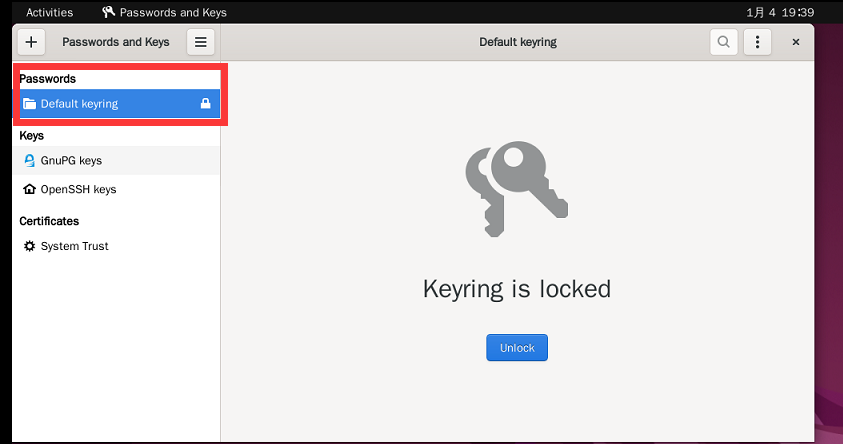 Activities Passwords and Keys 1月 4 19:39
Passwords and Keys Default keyring
Passwords
Default keyring
Keys
GnuPG keys
OpenSSH keys
Certificates
System Trust
Keyring is locked
Unlock